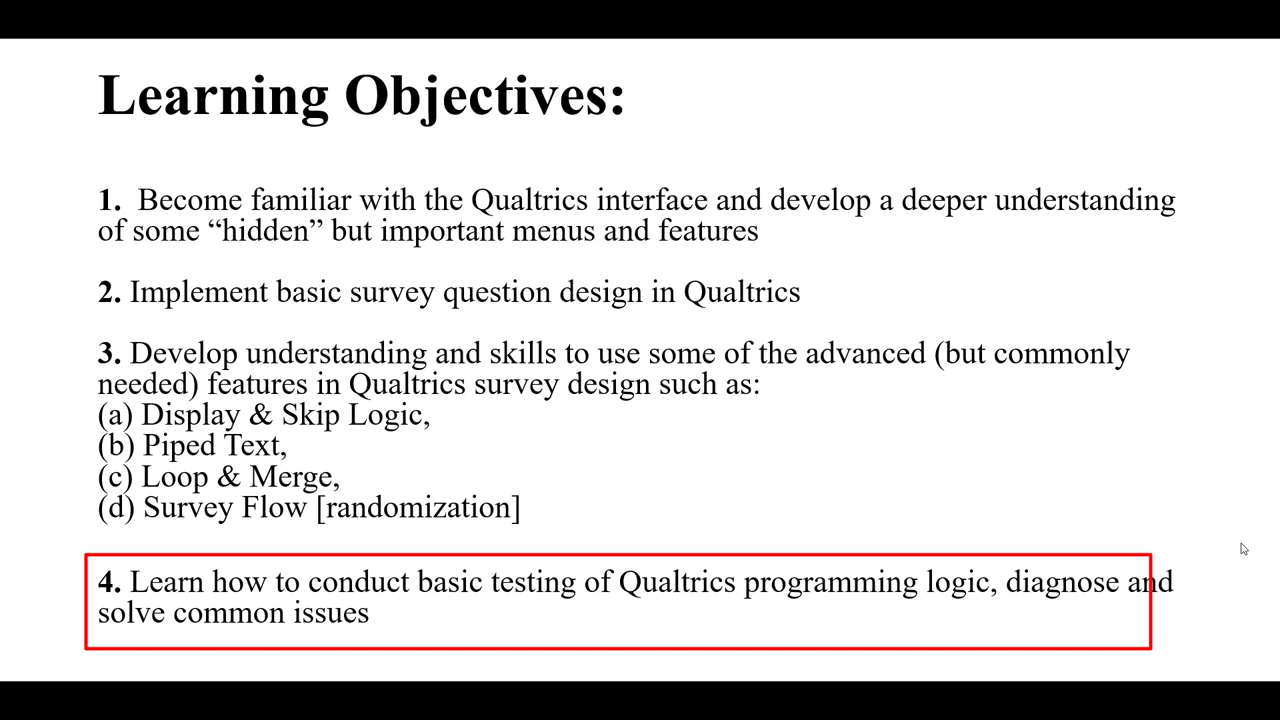 Learning Objectives:
1. Become familiar with the Qualtrics interface and develop a deeper understanding
of some “hidden” but important menus and features
2. Implement basic survey question design in Qualtrics
3. Develop understanding and skills to use some of the advanced (but commonly
needed) features in Qualtrics survey design such as:
(a) Display & Skip Logic,
(b) Piped Text,
(c) Loop & Merge,
(d) Survey Flow [randomization]
4. Learn how to conduct basic testing of Qualtrics programming logic, diagnose and
solve common issues